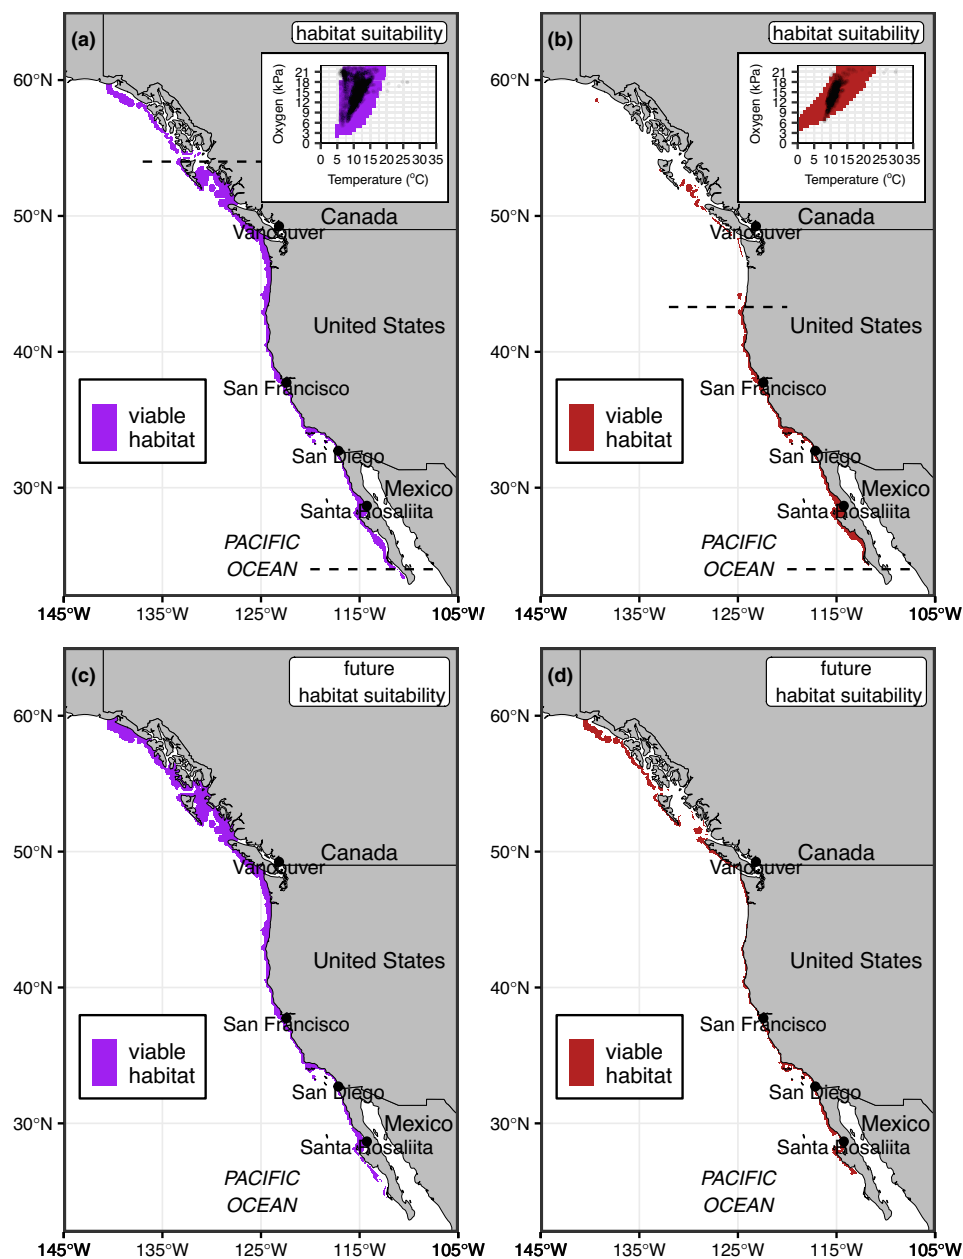 (a)
habitat suitability
Oxygen (kPa)
21
18
15
12
9
6
3
0
0 5 10 15 20 25 30 35
Temperature (°C)
60°N
50°N
40°N
30°N
Canada
Vancouver
United States
San Francisco
viable
habitat
San Diego
Mexico
Santa Rosaliita
PACIFIC
OCEAN
145°W 135°W 125°W 115°W 105°W
(b)
habitat suitability
Oxygen (kPa)
21
18
15
12
9
6
3
0
0 5 10 15 20 25 30 35
Temperature (°C)
60°N
50°N
40°N
30°N
Canada
Vancouver
United States
San Francisco
viable
habitat
San Diego
Mexico
Santa Rosaliita
PACIFIC
OCEAN
145°W 135°W 125°W 115°W 105°W
(c)
future
habitat suitability
60°N
50°N
40°N
30°N
Canada
Vancouver
United States
San Francisco
viable
habitat
San Diego
Mexico
Santa Rosaliita
PACIFIC
OCEAN
145°W 135°W 125°W 115°W 105°W
(d)
future
habitat suitability
60°N
50°N
40°N
30°N
Canada
Vancouver
United States
San Francisco
viable
habitat
San Diego
Mexico
Santa Rosaliita
PACIFIC
OCEAN
145°W 135°W 125°W 115°W 105°W